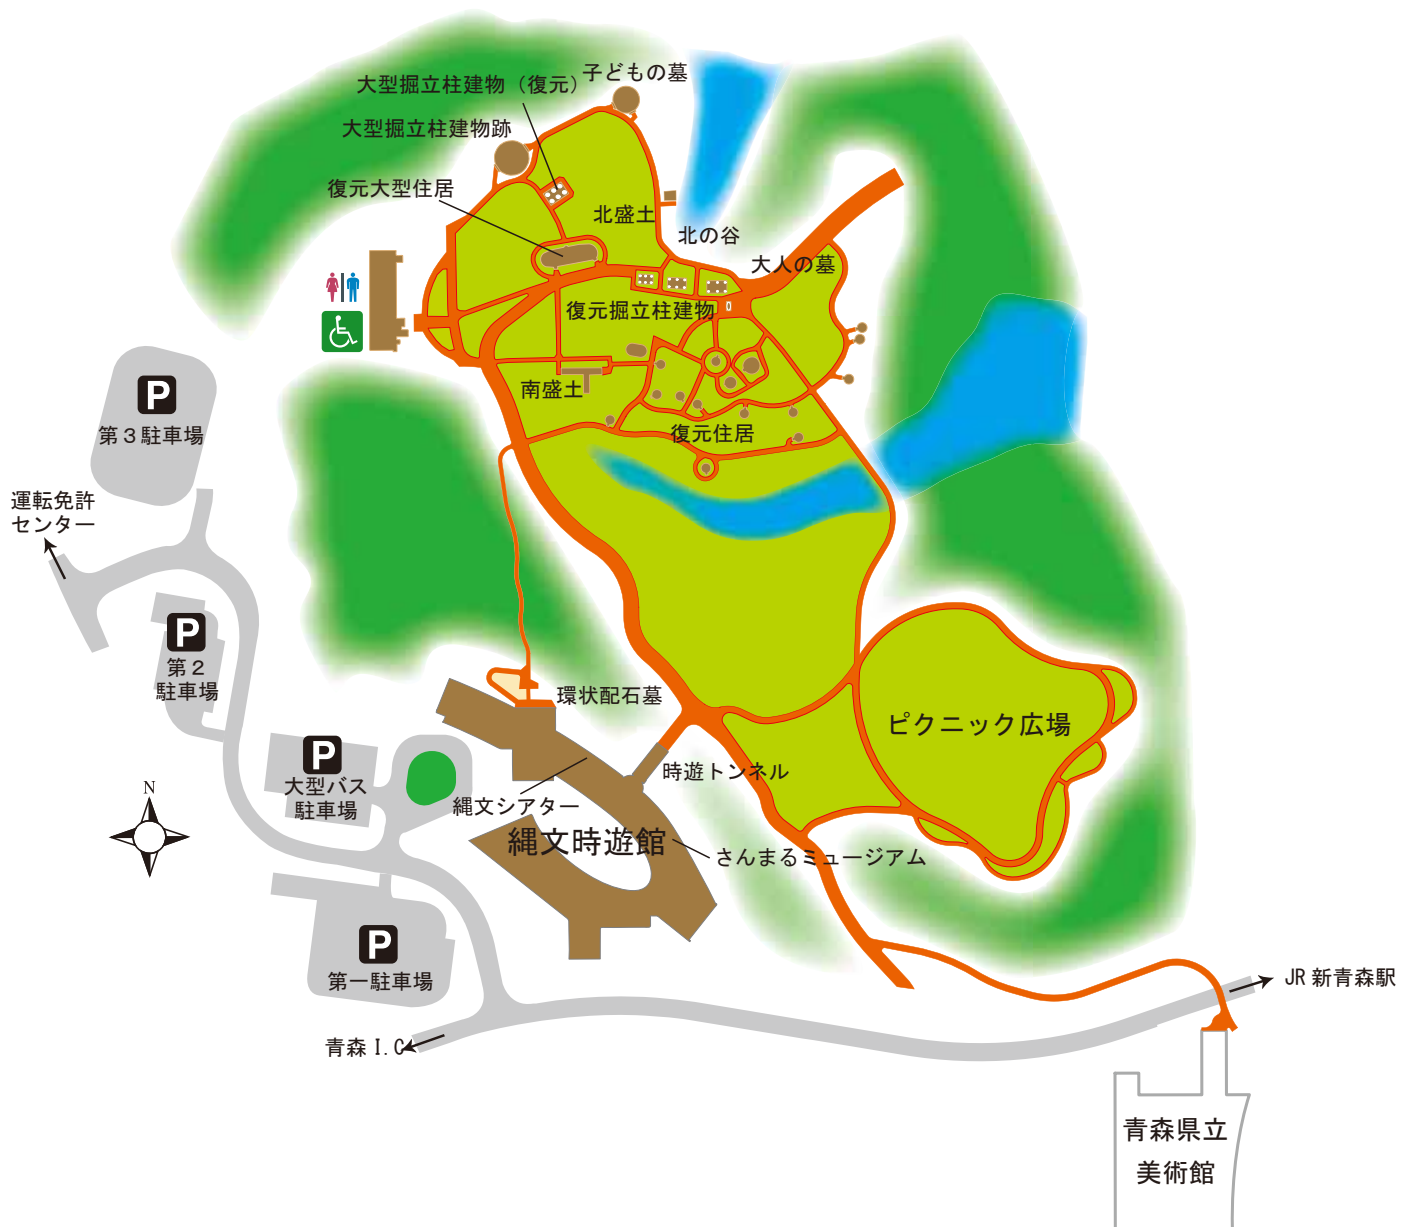 大型掘立柱建物（復元）
子どもの墓
大型掘立柱建物跡
復元大型住居
北盛土
北の谷
大人の墓
復元掘立柱建物
南盛土
復元住居
P
第３駐車場
運転免許
センター
P
第２
駐車場
環状配石墓
ピクニック広場
P
大型バス
駐車場
時遊トンネル
N
縄文シアター
縄文時遊館
さんまるミュージアム
P
第一駐車場
JR 新青森駅
青森 I.C
青森県立
美術館